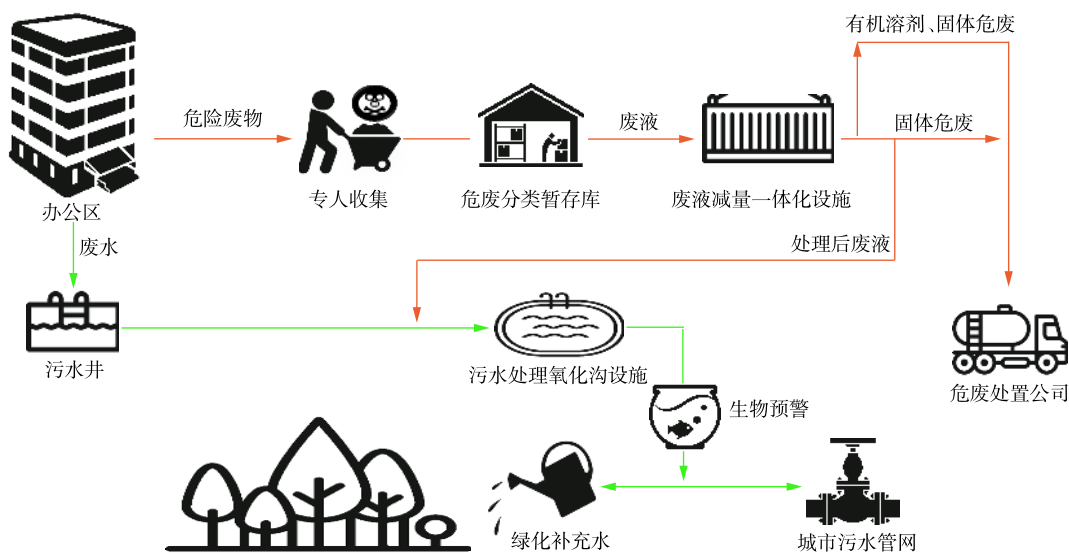 有机溶剂、固体危废
危险废物
废液
固体危废
办公区
专人收集
危废分类暂存库
废液减量一体化设施
废水
处理后废液
污水井
污水处理氧化沟设施
危废处置公司
生物预警
绿化补充水
城市污水管网